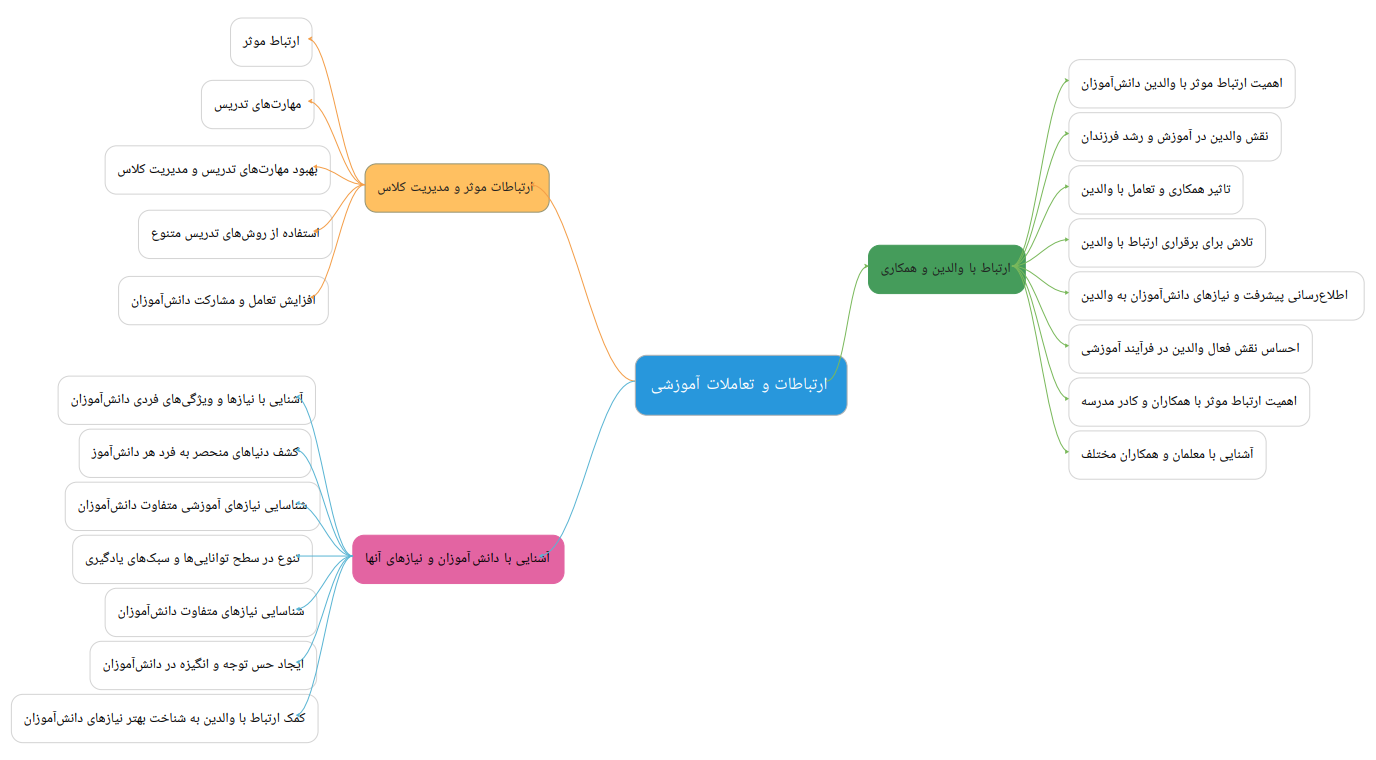 ارتباطات و تعاملات آموزشی
ارتباط با والدین و همکاری
اهمیت ارتباط موثر با والدین دانش‌آموزان
نقش والدین در آموزش و رشد فرزندان
تاثیر همکاری و تعامل با والدین
تلاش برای برقراری ارتباط با والدین
اطلاع‌رسانی پیشرفت و نیازهای دانش‌آموزان به والدین
احساس نقش فعال والدین در فرآیند آموزشی
اهمیت ارتباط موثر با همکاران و کادر مدرسه
آشنایی با معلمان و همکاران مختلف
ارتباطات موثر و مدیریت کلاس
ارتباط موثر
مهارت‌های تدریس
بهبود مهارت‌های تدریس و مدیریت کلاس
استفاده از روش‌های تدریس متنوع
افزایش تعامل و مشارکت دانش‌آموزان
آشنایی با دانش‌آموزان و نیازهای آنها
آشنایی با نیازها و ویژگی‌های فردی دانش‌آموزان
کشف دنیاهای منحصر به فرد هر دانش‌آموز
شناسایی نیازهای آموزشی متفاوت دانش‌آموزان
تنوع در سطح توانایی‌ها و سبک‌های یادگیری
شناسایی نیازهای متفاوت دانش‌آموزان
ایجاد حس توجه و انگیزه در دانش‌آموزان
کمک ارتباط با والدین به شناخت بهتر نیازهای دانش‌آموزان